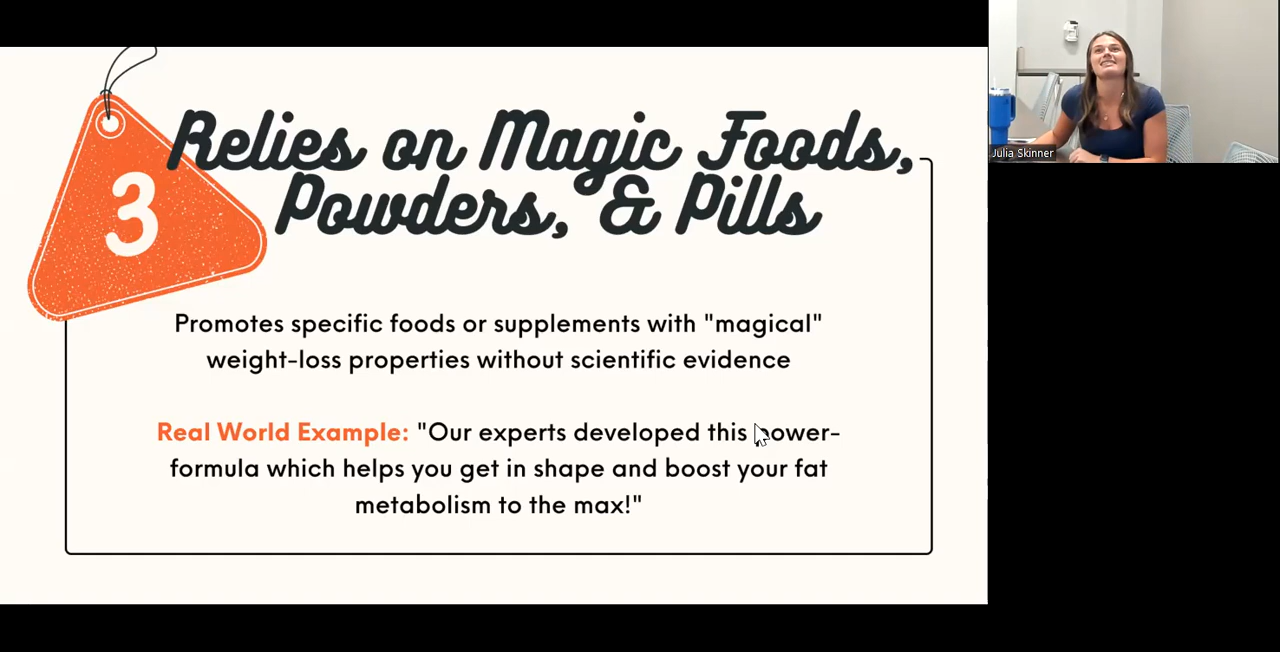 3
Relies on Magic Foods,
Powders, & Pills
Promotes specific foods or supplements with "magical"
weight-loss properties without scientific evidence
Real World Example: "Our experts developed this power-
formula which helps you get in shape and boost your fat
metabolism to the max!"
Julia Skinner